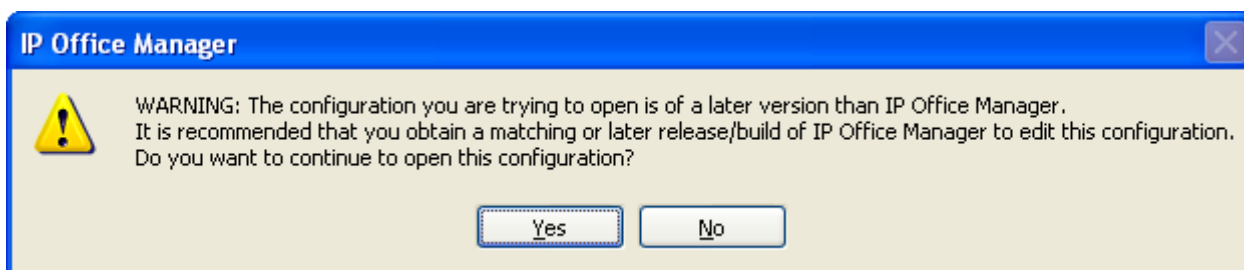 IP Office Manager
WARNING: The configuration you are trying to open is of a later version than IP Office Manager.
It is recommended that you obtain a matching or later release/build of IP Office Manager to edit this configuration.
Do you want to continue to open this configuration?
Yes No